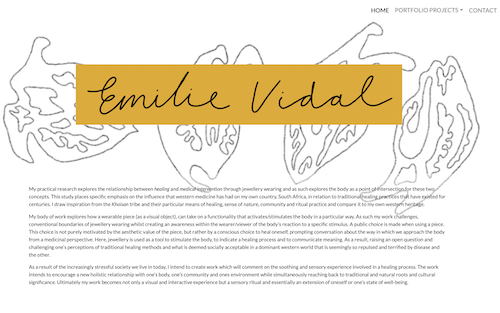 HOME PORTFOLIO PROJECTS CONTACT
Emilie Vidal
My practical research explores the relationship between healing and medical intervention through jewellery wearing and as such explores the body as a point of intersection for these two
concepts. This study places specific emphasis on the influence that western medicine has had on my own country, South Africa, in relation to traditional healing practices that have existed for
centuries. I draw inspiration from the Khoisan tribe and their particular means of healing, sense of nature, community and ritual practice and compare it to my own western heritage.
My body of work explores how a wearable piece (as a visual object), can take on a functionality that activates/stimulates the body in a particular way. As such my work challenges,
conventional boundaries of jewellery wearing whilst creating an awareness within the wearer/viewer of the body's reaction to a specific stimulus. A public choice is made when using a piece.
This choice is not purely motivated by the aesthetic value of the piece, but rather by a conscious choice to heal oneself, prompting conversation about the way in which we approach the body
from a medicinal perspective. Here, jewellery is used as a tool to stimulate the body, to indicate a healing process and to communicate meaning. As a result, raising an open question and
challenging one's perceptions of traditional healing methods and what is deemed socially acceptable in a dominant western world that is seemingly so repulsed and terrified by disease and
the other.
As a result of the increasingly stressful society we live in today, I intend to create work which will comment on the soothing and sensory experience involved in a healing process. The work
intends to encourage a new holistic relationship with one's body, one's community and ones environment while simultaneously reaching back to traditional and natural roots and cultural
significance. Ultimately my work becomes not only a visual and interactive experience but a sensory ritual and essentially an extension of oneself or one's state of well-being.